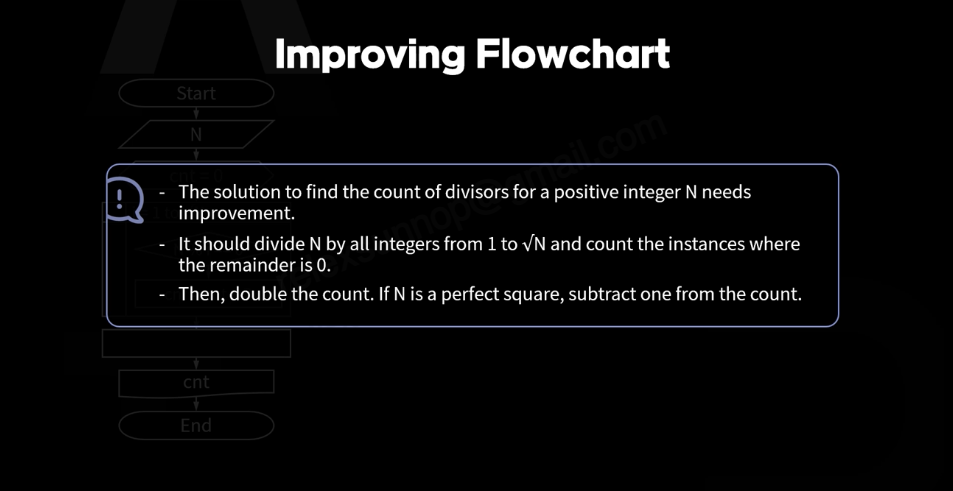 Improving Flowchart
Start
N
- The solution to find the count of divisors for a positive integer N needs
improvement.
- It should divide N by all integers from 1 to √N and count the instances where
the remainder is 0.
- Then, double the count. If N is a perfect square, subtract one from the count.
cnt
End